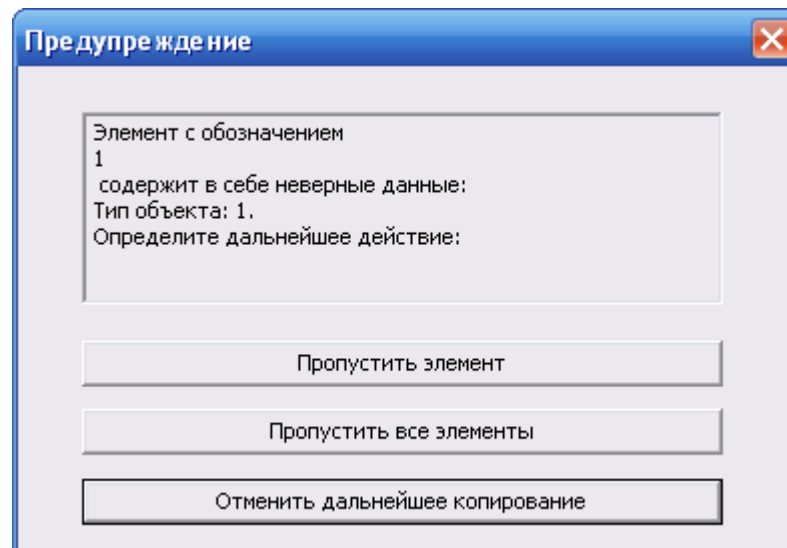 Предупреждение
Элемент с обозначением
1
содержит в себе неверные данные:
Тип объекта: 1.
Определите дальнейшее действие:
Пропустить элемент
Пропустить все элементы
Отменить дальнейшее копирование